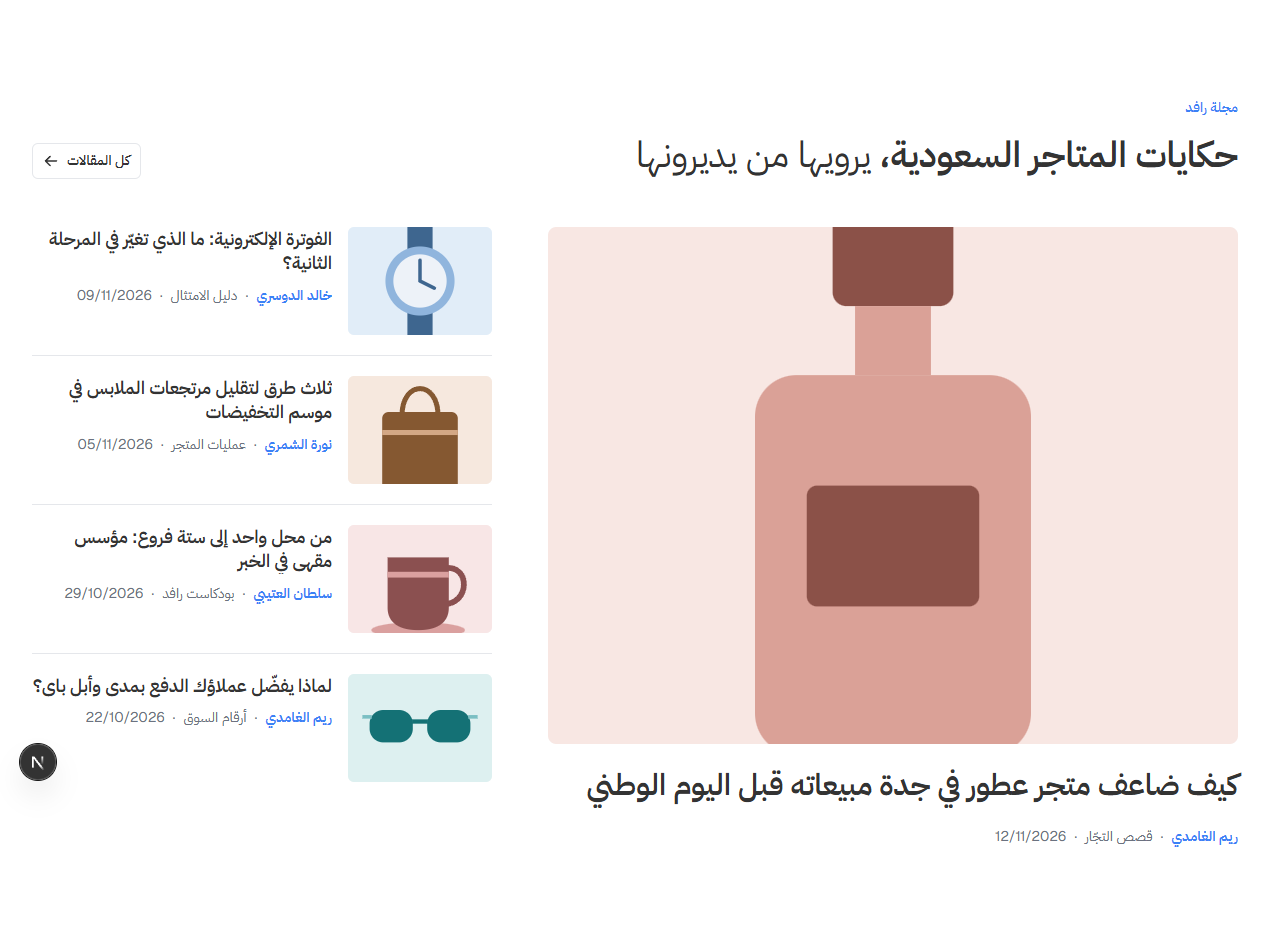 مجلة رافد
حكايات المتاجر السعودية، يرويها من يديرونها
كل المقالات ←
كيف ضاعف متجر عطور في جدة مبيعاته قبل اليوم الوطني
ريم الغامدي · قصص التجّار · 12/11/2026
الفوترة الإلكترونية: ما الذي تغيّر في المرحلة
الثانية؟
خالد الدوسري · دليل الامتثال · 09/11/2026
ثلاث طرق لتقليل مرتجعات الملابس في
موسم التخفيضات
نورة الشمري · عمليات المتجر · 05/11/2026
من محل واحد إلى ستة فروع: مؤسس
مقهى في الخبر
سلطان العتيبي · بودكاست رافد · 29/10/2026
لماذا يفضّل عملاؤك الدفع بمدى وأبل باى؟
ريم الغامدي · أرقام السوق · 22/10/2026
N